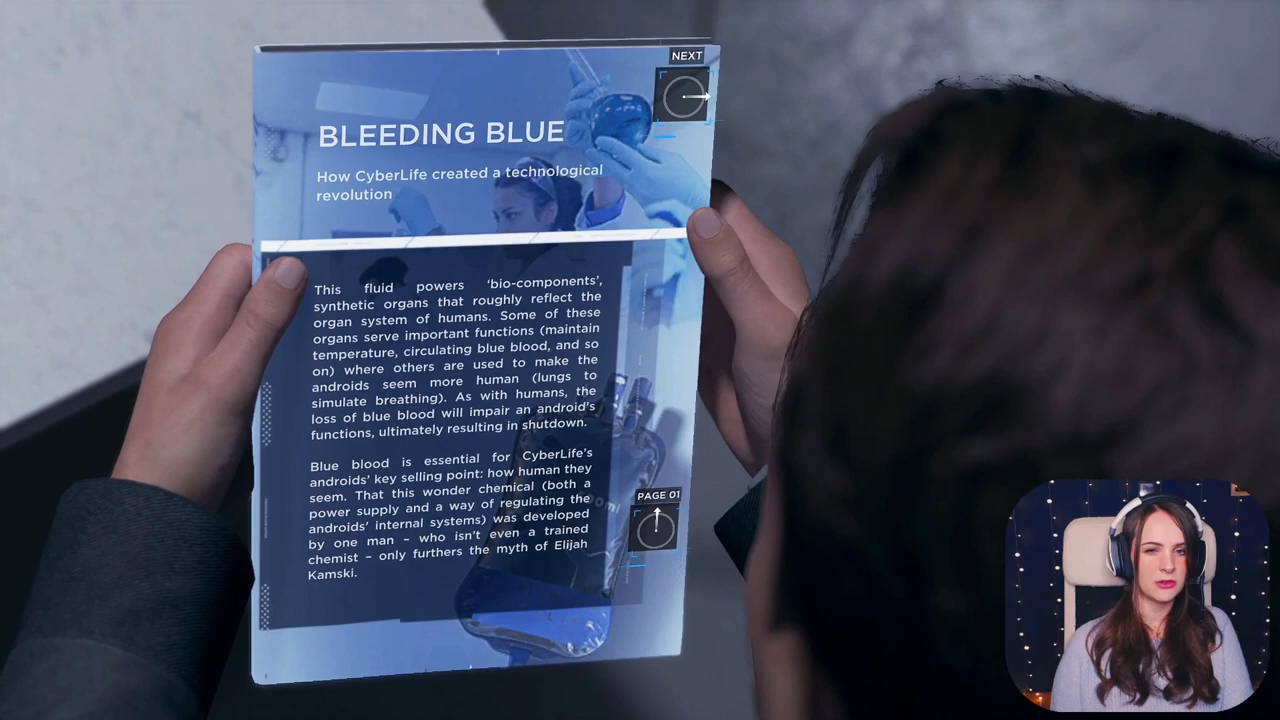 NEXT
BLEEDING BLUE
How CyberLife created a technological
revolution
This fluid powers ‘bio-components’,
synthetic organs that roughly reflect the
organ system of humans. Some of these
organs serve important functions (maintain
temperature, circulating blue blood, and so
on) where others are used to make the
androids seem more human (lungs to
simulate breathing). As with humans, the
loss of blue blood will impair an android’s
functions, ultimately resulting in shutdown.
Blue blood is essential for CyberLife’s
androids’ key selling point: how human they
seem. That this wonder chemical (both a
power supply and a way of regulating the
androids’ internal systems) was developed
by one man – who isn’t even a trained
chemist – only furthers the myth of Elijah
Kamski.
PAGE 01